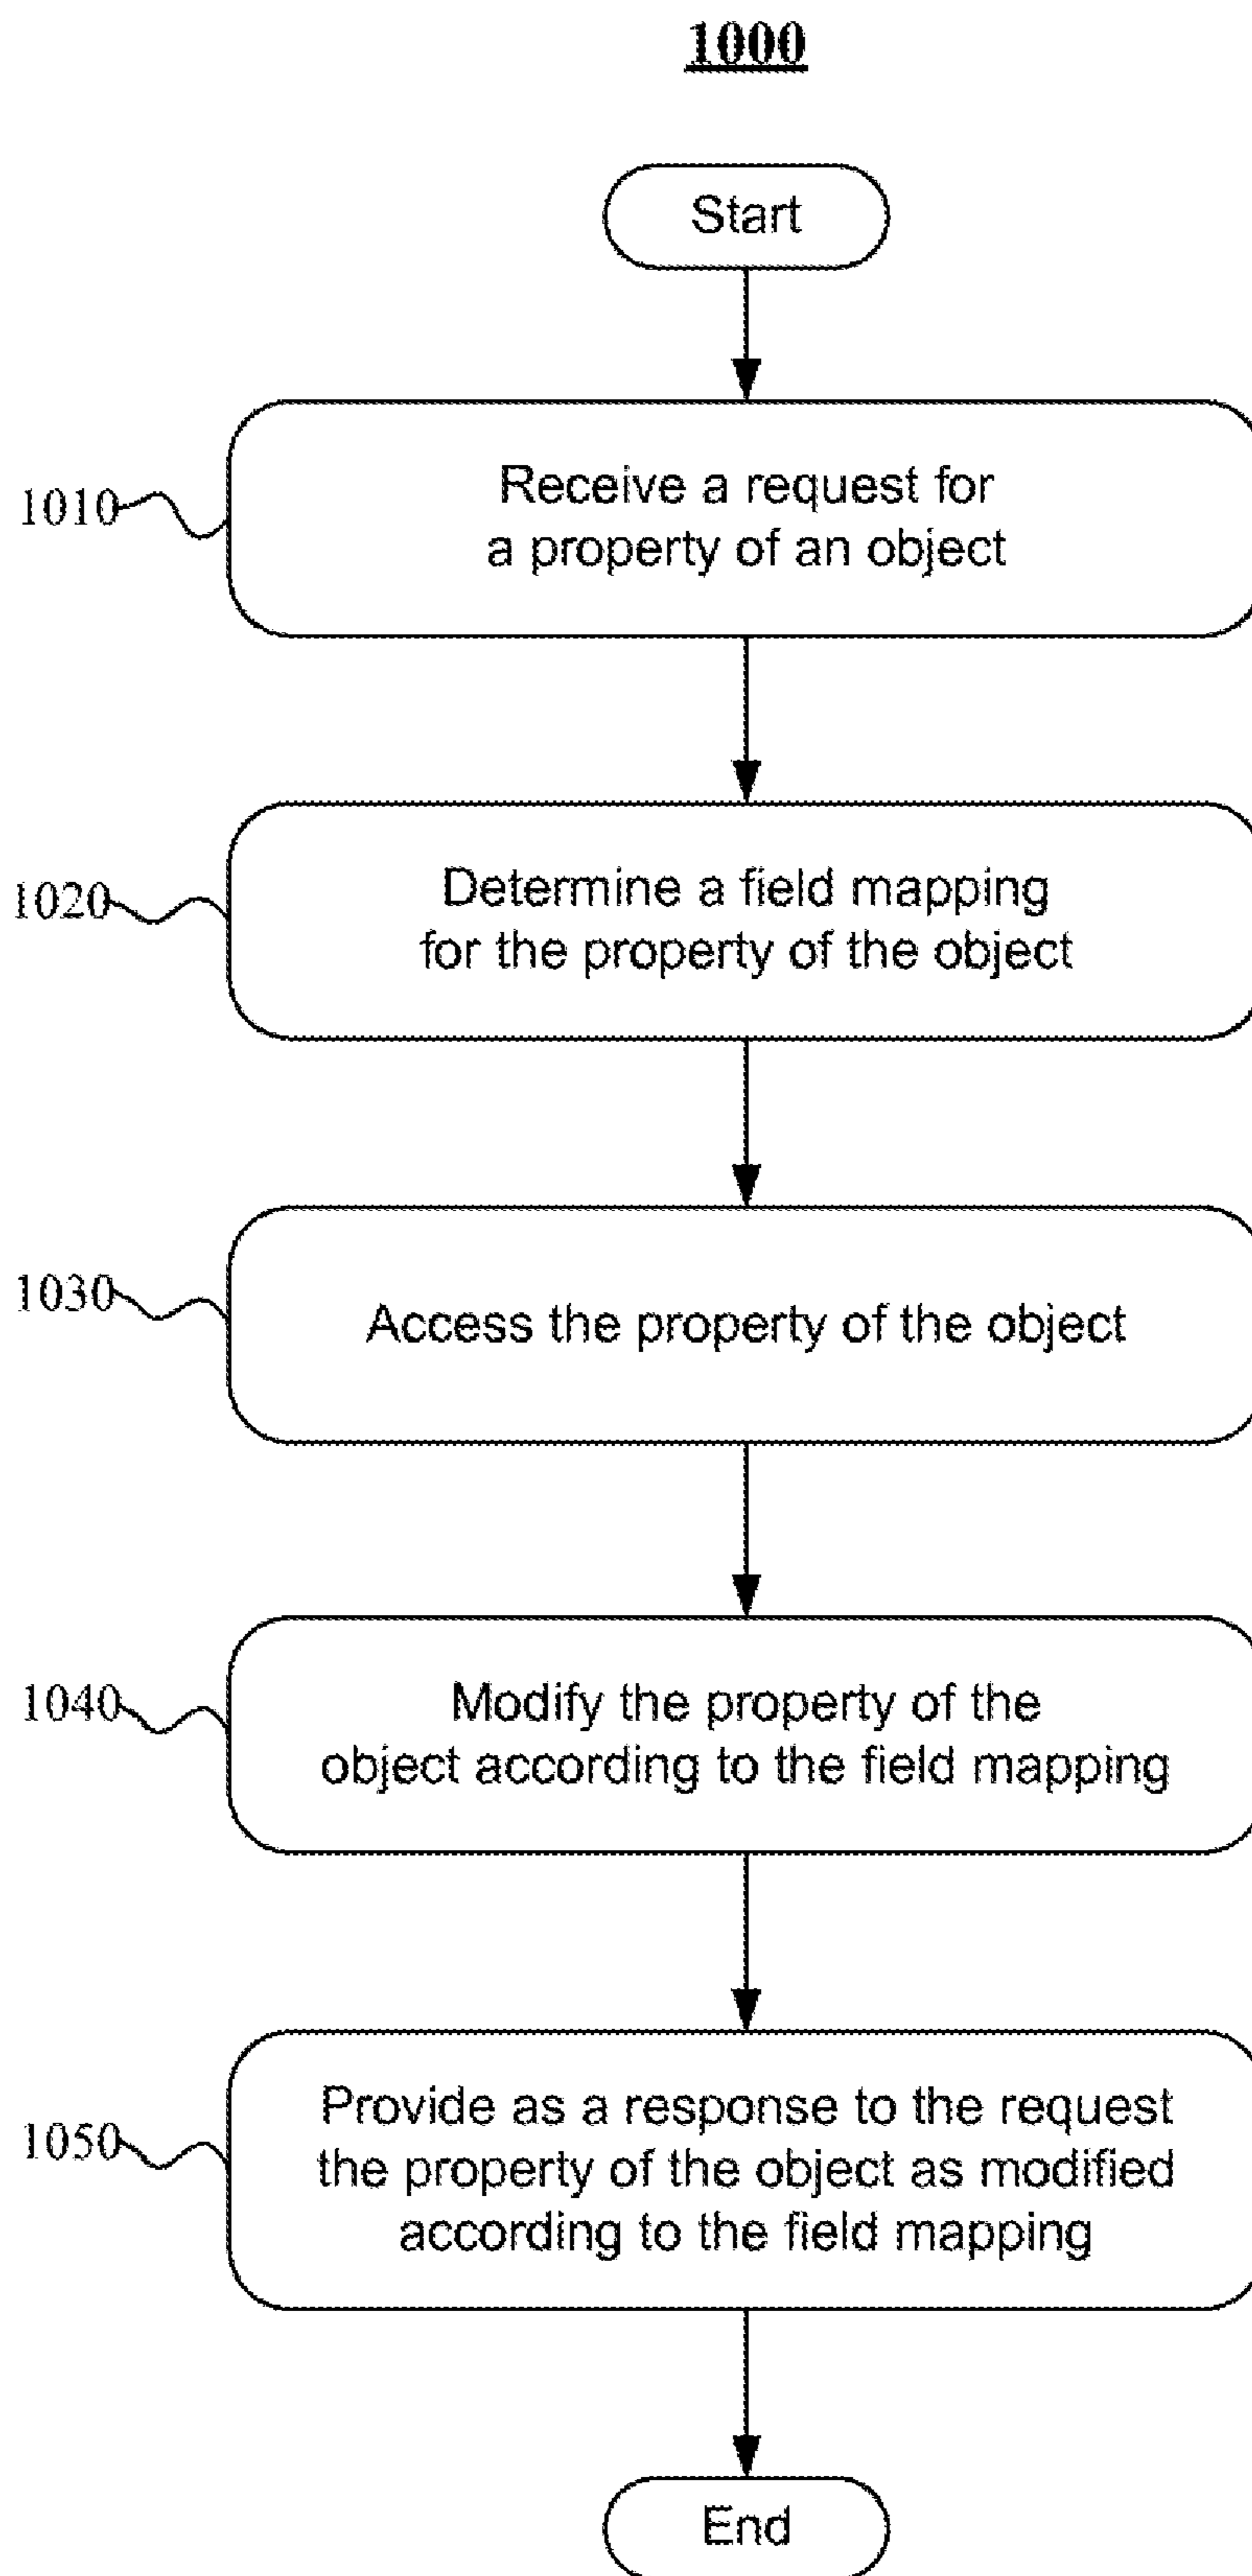 1000
Start
1010
Receive a request for
a property of an object
1020
Determine a field mapping
for the property of the object
1030
Access the property of the object
1040
Modify the property of the
object according to the field mapping
1050
Provide as a response to the request
the property of the object as modified
according to the field mapping
End